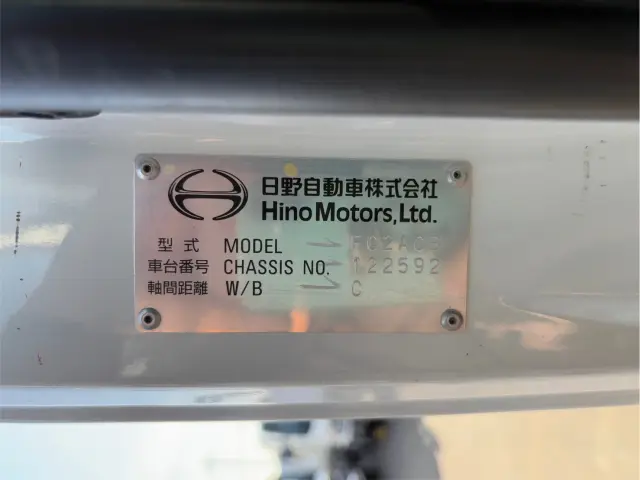 日野自動車株式会社
Hino Motors, Ltd.
型式 MODEL FC2AC
車台番号 CHASSIS NO. 122592
軸間距離 W/B C